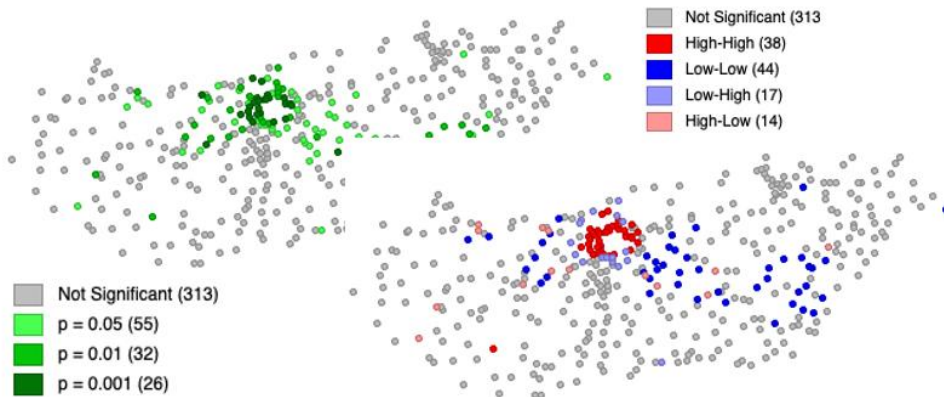 Not Significant (313
High-High (38)
Low-Low (44)
Low-High (17)
High-Low (14)
Not Significant (313)
p = 0.05 (55)
p = 0.01 (32)
p = 0.001 (26)